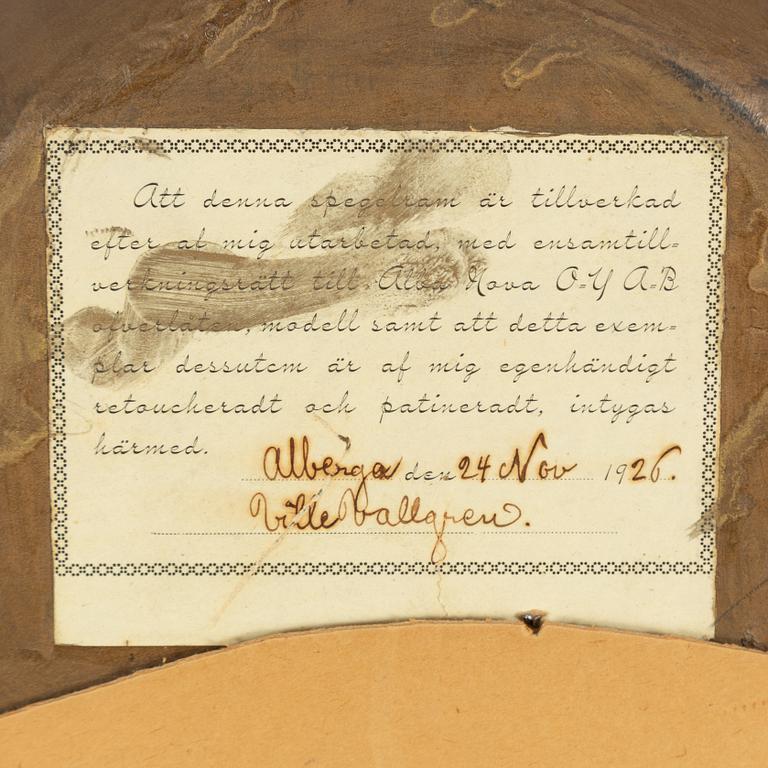 Att denna spegelram är tillverkad
efter af mig utarbetad, med ensamtill=
verkningsrätt till Alba Nova O=Y A=B
öfverlåten, modell samt att detta exem=
plar dessutom är af mig egenhändigt
retoucheradt och patineradt, intygas
härmed.
Alberga den 24 Nov 1926.
Ville Vallgren.